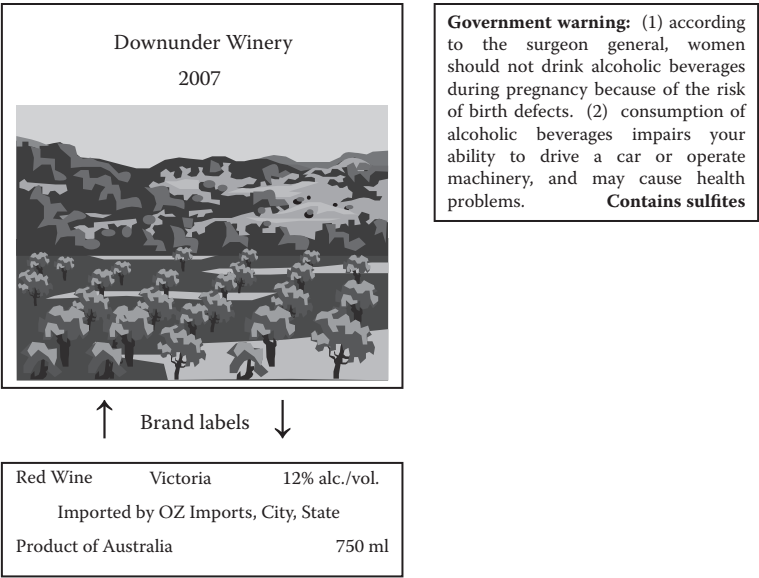 Downunder Winery
2007
Brand labels
Red Wine Victoria 12% alc./vol.
Imported by OZ Imports, City, State
Product of Australia 750 ml
Government warning: (1) according
to the surgeon general, women
should not drink alcoholic beverages
during pregnancy because of the risk
of birth defects. (2) consumption of
alcoholic beverages impairs your
ability to drive a car or operate
machinery, and may cause health
problems. Contains sulfites